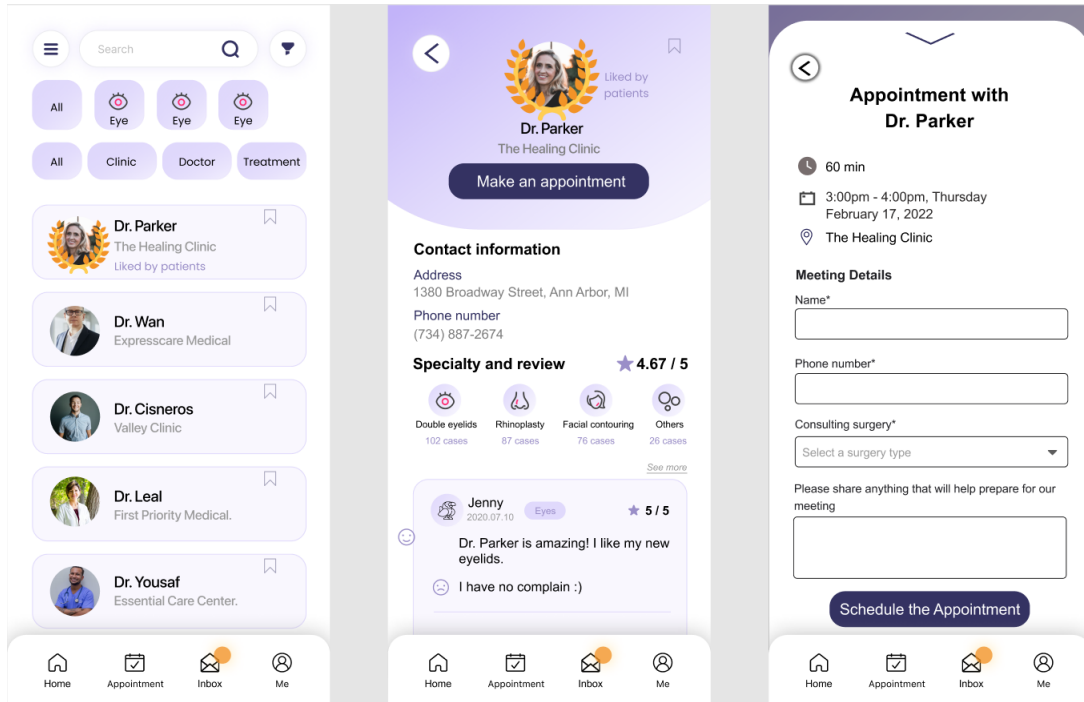 Search
All
Eye
Eye
Eye
All
Clinic
Doctor
Treatment
Dr. Parker
The Healing Clinic
Liked by patients
Dr. Wan
Expresscare Medical
Dr. Cisneros
Valley Clinic
Dr. Leal
First Priority Medical.
Dr. Yousaf
Essential Care Center.
Home
Appointment
Inbox
Me
Liked by
patients
Dr. Parker
The Healing Clinic
Make an appointment
Contact information
Address
1380 Broadway Street, Ann Arbor, MI
Phone number
(734) 887-2674
Specialty and review
4.67 / 5
Double eyelids
Rhinoplasty
Facial contouring
Others
102 cases
87 cases
76 cases
26 cases
See more
Jenny
2020.07.10
Eyes
5 / 5
Dr. Parker is amazing! I like my new
eyelids.
I have no complain :)
Home
Appointment
Inbox
Me
Appointment with
Dr. Parker
60 min
3:00pm - 4:00pm, Thursday
February 17, 2022
The Healing Clinic
Meeting Details
Name*
Phone number*
Consulting surgery*
Select a surgery type
Please share anything that will help prepare for our
meeting
Schedule the Appointment
Home
Appointment
Inbox
Me